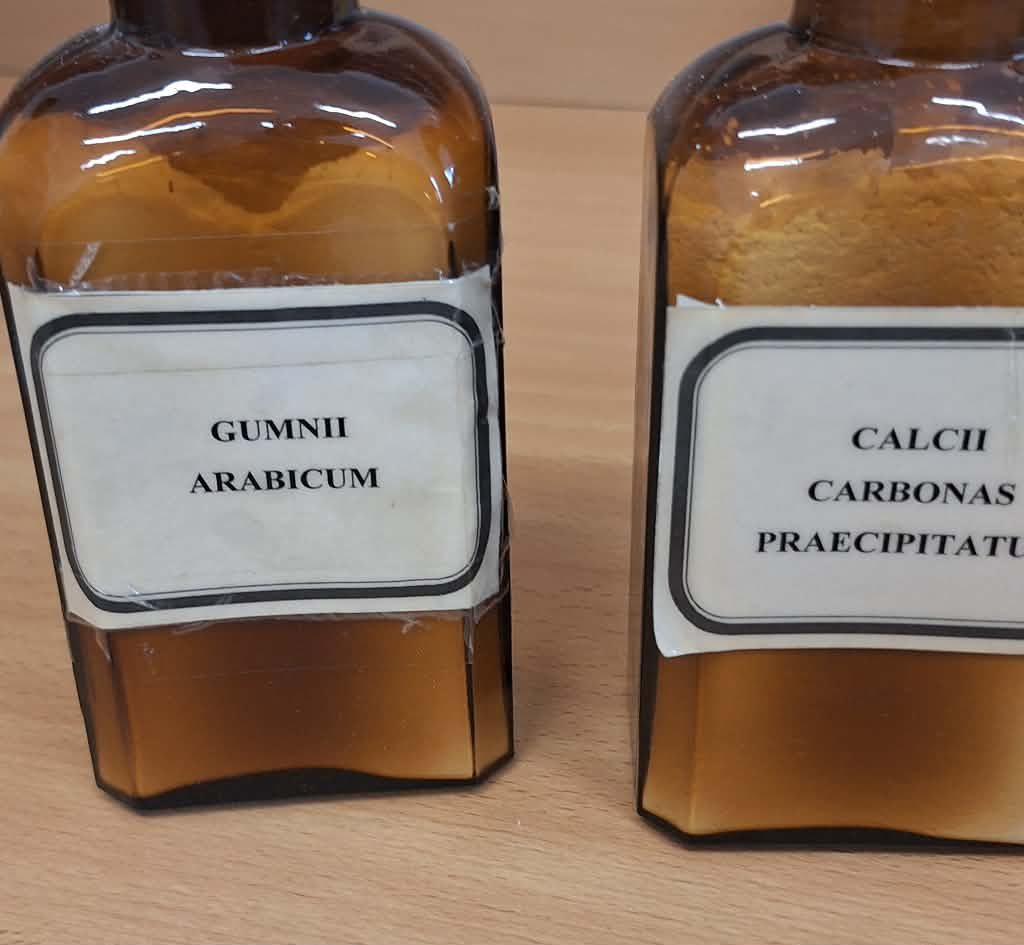 GUMNII
ARABICUM
CALCII
CARBONAS
PRAECIPITATU